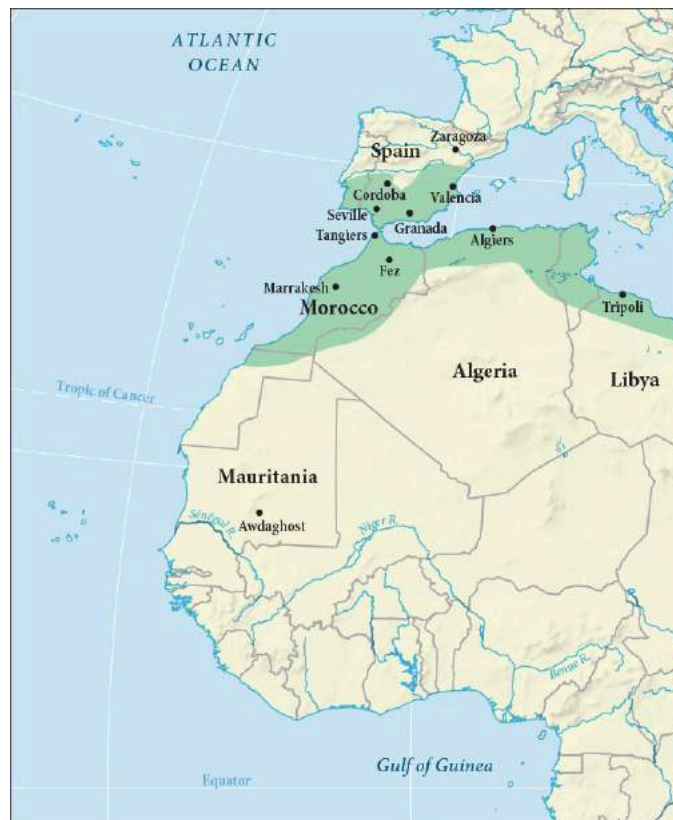 ATLANTIC
OCEAN
Zaragoza
Spain
Cordoba
Valencia
Seville
Granada
Tangiers
Algiers
Fez
Marrakesh
Morocco
Tripoli
Algeria
Libya
Tropic of Cancer
Mauritania
Sénégal R.
Awdaghost
Niger R.
Benue R.
Gulf of Guinea
Equator